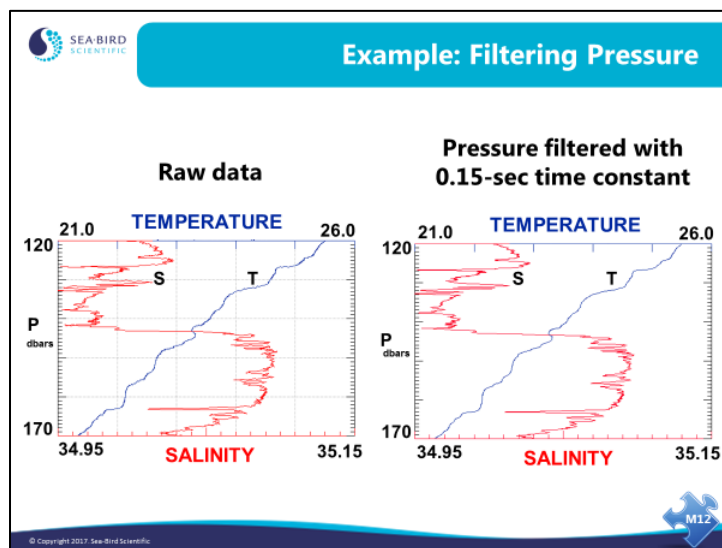 SEA·BIRD
SCIENTIFIC
Example: Filtering Pressure
Raw data
Pressure filtered with
0.15-sec time constant
21.0 TEMPERATURE 26.0
120
S T
P
dbars
170
34.95 SALINITY 35.15
21.0 TEMPERATURE 26.0
120
S T
P
dbars
170
34.95 SALINITY 35.15
M12
© Copyright 2017. Sea-Bird Scientific